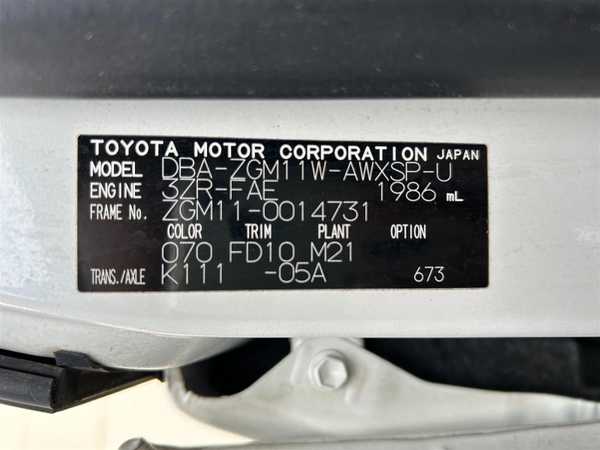 TOYOTA MOTOR CORPORATION JAPAN
MODEL DBA-ZGM11W-AWXSP-U
ENGINE 3ZR-FAE 1986 mL
FRAME No. ZGM11-0014731
COLOR TRIM PLANT OPTION
070 FD10 M21
TRANS./AXLE K111 -05A 673